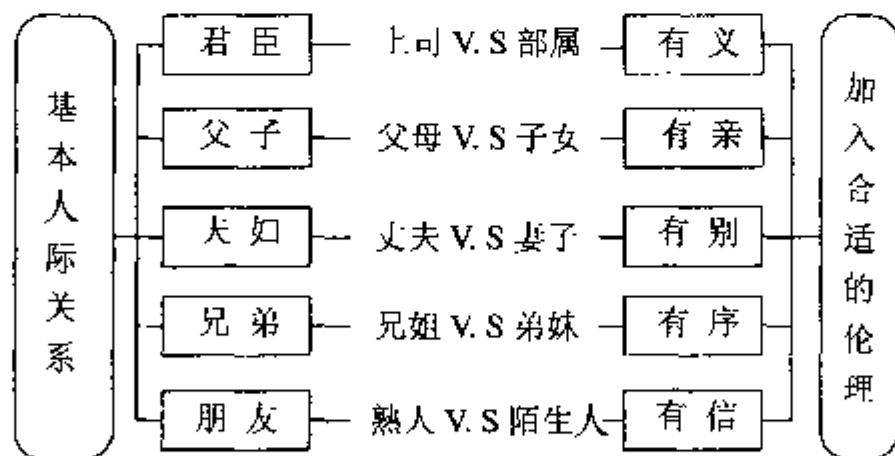 基本人际关系
君臣 上司 V.S 部属 有义
父子 父母 V.S 子女 有亲
夫妇 丈夫 V.S 妻子 有别
兄弟 兄姐 V.S 弟妹 有序
朋友 熟人 V.S 陌生人 有信
加入合适的伦理